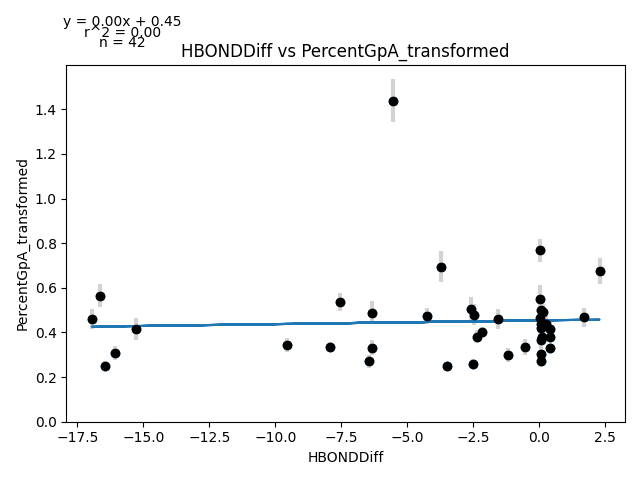 y = 0.00x + 0.45
r^2 = 0.00
n = 42
HBONDDiff vs PercentGpA_transformed
PercentGpA_transformed
1.4
1.2
1.0
0.8
0.6
0.4
0.2
0.0
−17.5 −15.0 −12.5 −10.0 −7.5 −5.0 −2.5 0.0 2.5
HBONDDiff